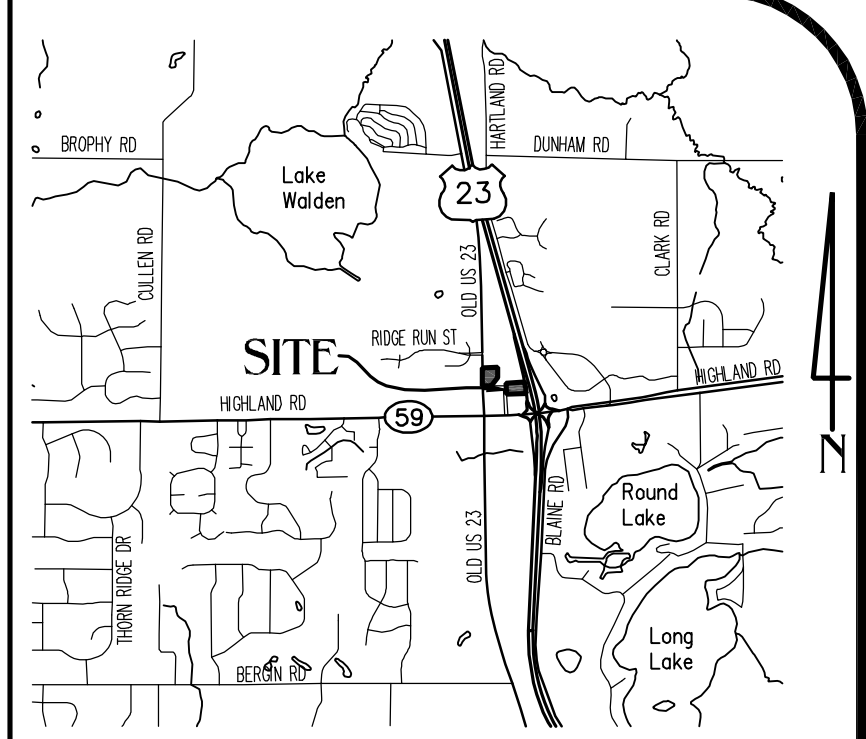 HARTLAND RD
BROPHY RD
DUNHAM RD
Lake
Walden
23
CULLEN RD
CLARK RD
OLD US 23
RIDGE RUN ST
SITE
HIGHLAND RD
HIGHLAND RD
59
N
Round
Lake
BLAINE RD
OLD US 23
THORN RIDGE DR
Long
Lake
BERGIN RD